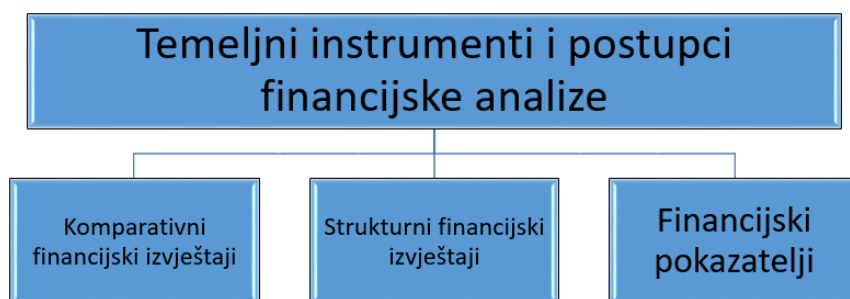 Temeljni instrumenti i postupci
financijske analize
Komparativni
financijski izvještaji
Strukturni financijski
izvještaji
Financijski
pokazatelji